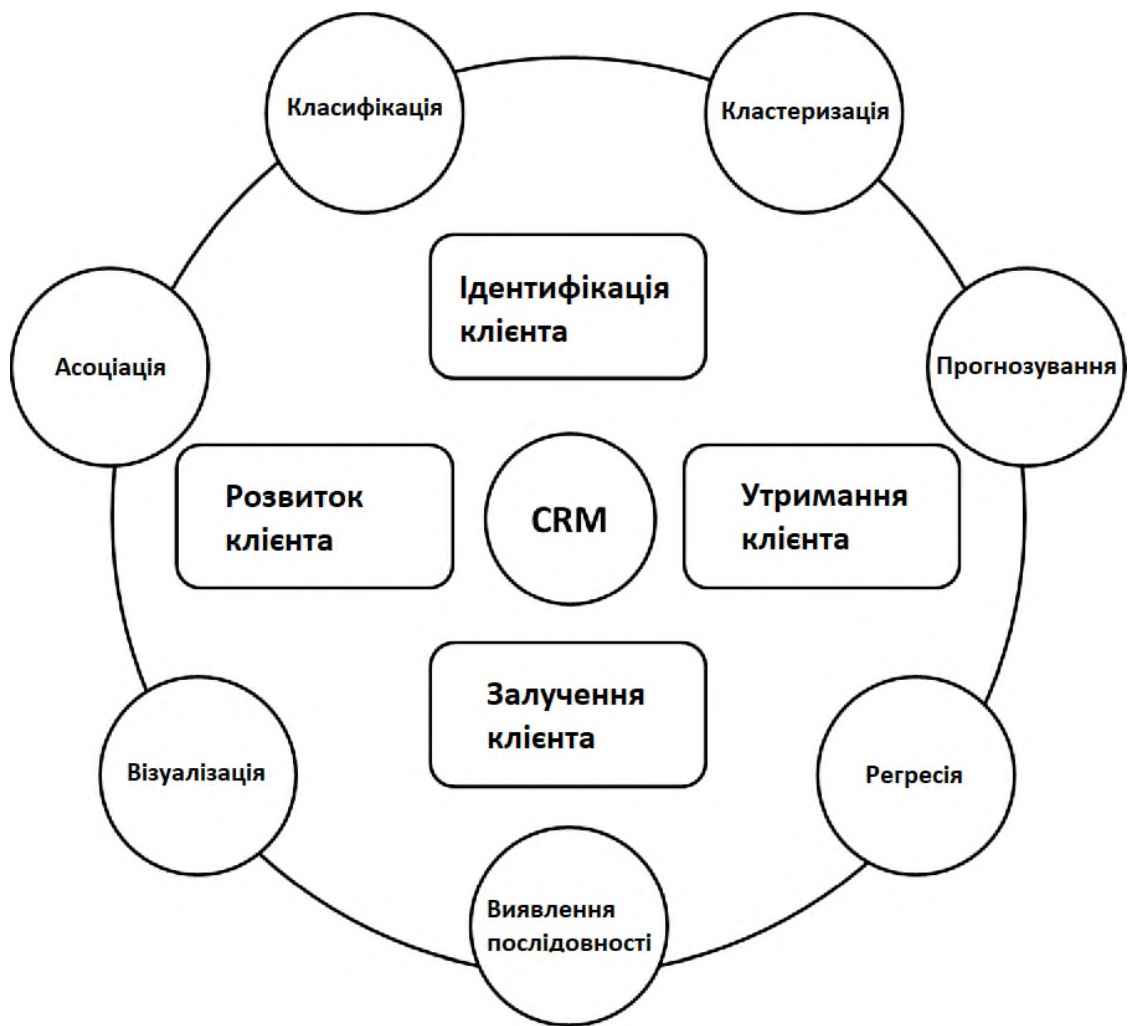 Класифікація
Кластеризація
Ідентифікація
клієнта
Асоціація
Прогнозування
Розвиток
клієнта
CRM
Утримання
клієнта
Залучення
клієнта
Візуалізація
Регресія
Виявлення
послідовності